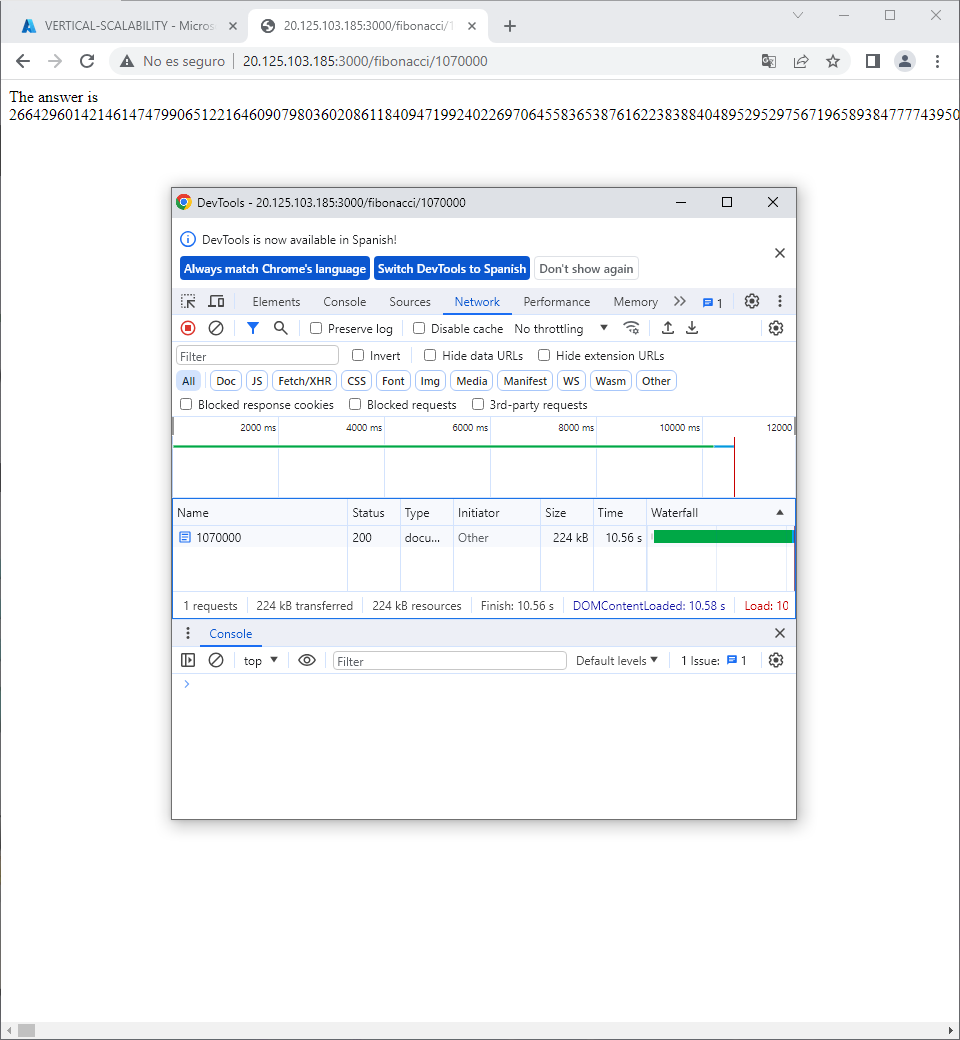 VERTICAL-SCALABILITY - Micros
20.125.103.185:3000/fibonacci/1
No es seguro
20.125.103.185:3000/fibonacci/1070000
The answer is
DevTools - 20.125.103.185:3000/fibonacci/1070000
DevTools is now available in Spanish!
Always match Chrome's language Switch DevTools to Spanish Don't show again
Elements Console Sources Network Performance Memory 1
Preserve log Disable cache No throttling
Filter Invert Hide data URLs Hide extension URLs
All Doc JS Fetch/XHR CSS Font Img Media Manifest WS Wasm Other
Blocked response cookies Blocked requests 3rd-party requests
2000 ms 4000 ms 6000 ms 8000 ms 10000 ms 12000
Name Status Type Initiator Size Time Waterfall
1070000 200 docu... Other 224 kB 10.56 s
1 requests 224 kB transferred 224 kB resources Finish: 10.56 s DOMContentLoaded: 10.58 s Load: 10
Console
top Filter Default levels 1 Issue: 1